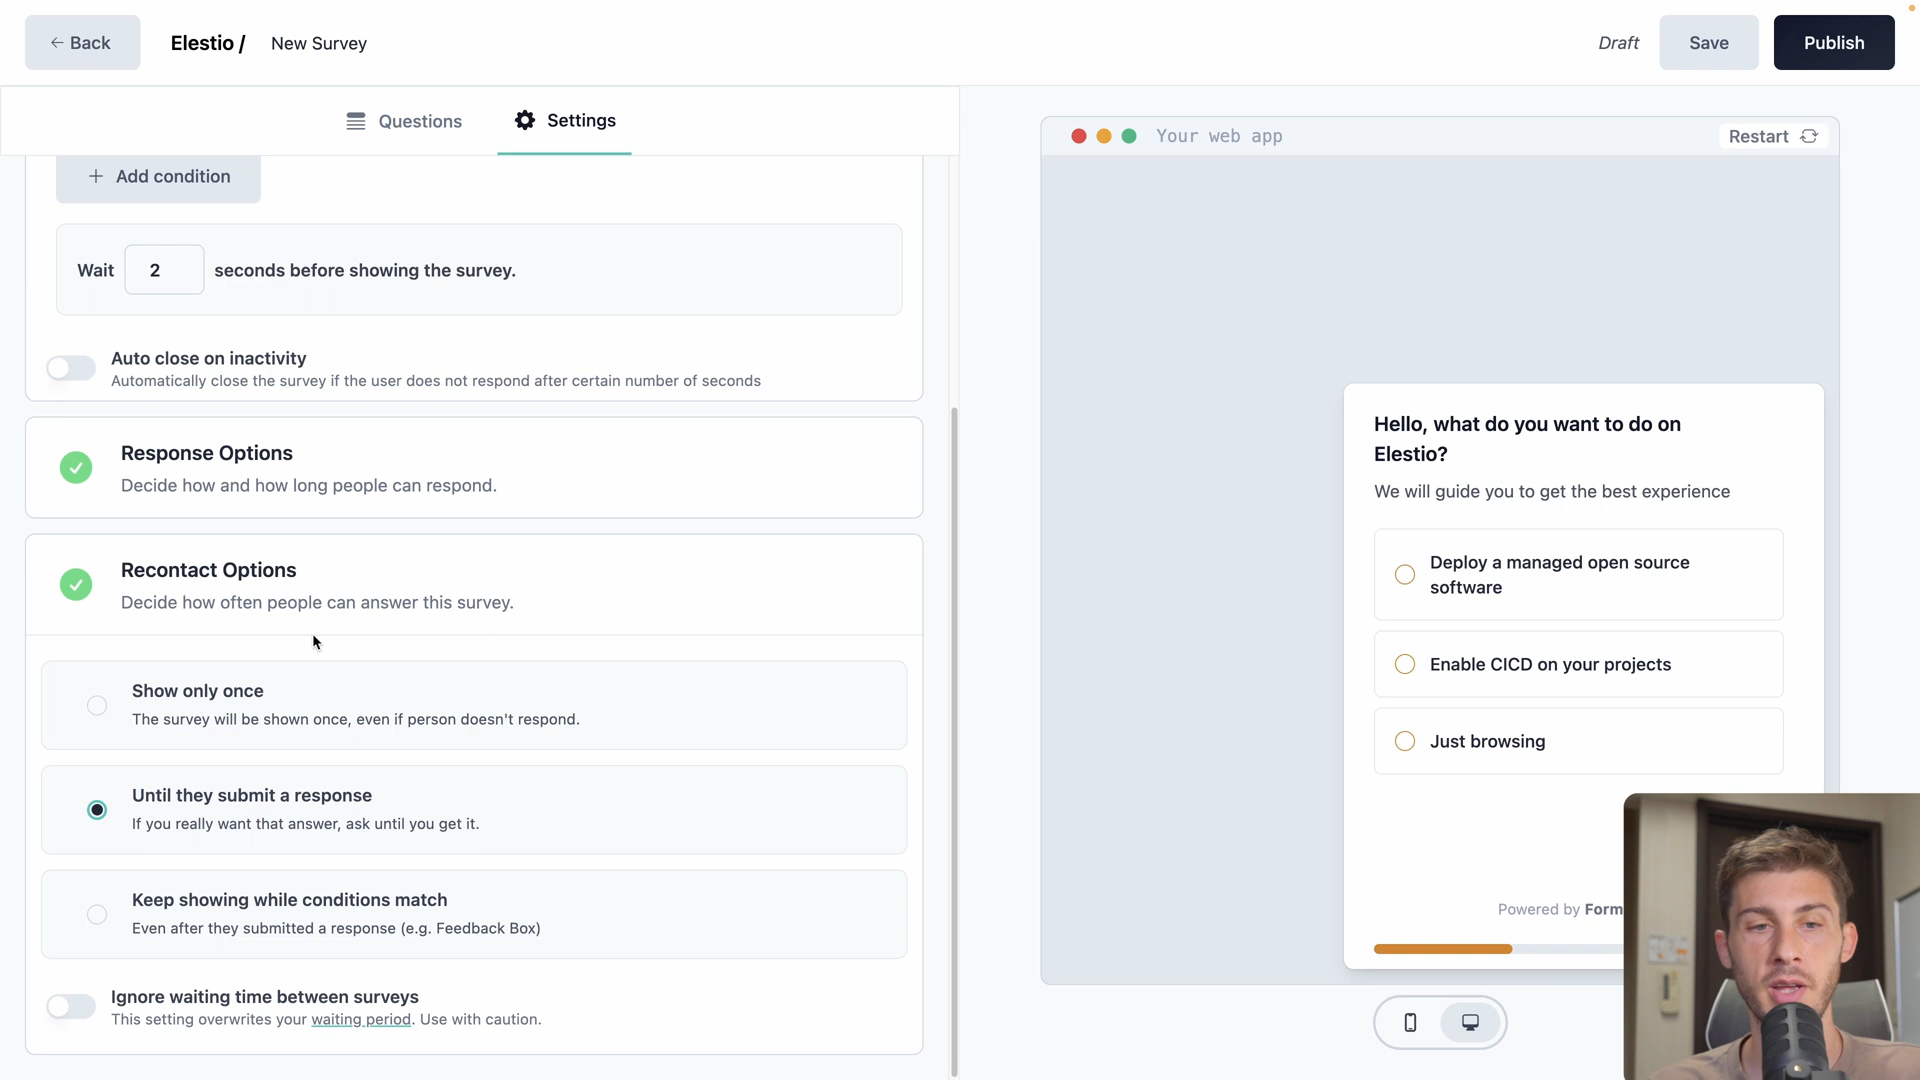 ← Back
Elestio /
New Survey
Draft
Save
Publish
Questions
Settings
+ Add condition
Wait 2 seconds before showing the survey.
Auto close on inactivity
Automatically close the survey if the user does not respond after certain number of seconds
Response Options
Decide how and how long people can respond.
Recontact Options
Decide how often people can answer this survey.
Show only once
The survey will be shown once, even if person doesn't respond.
Until they submit a response
If you really want that answer, ask until you get it.
Keep showing while conditions match
Even after they submitted a response (e.g. Feedback Box)
Ignore waiting time between surveys
This setting overwrites your waiting period. Use with caution.
Your web app
Restart
Hello, what do you want to do on
Elestio?
We will guide you to get the best experience
Deploy a managed open source
software
Enable CICD on your projects
Just browsing
Powered by Form